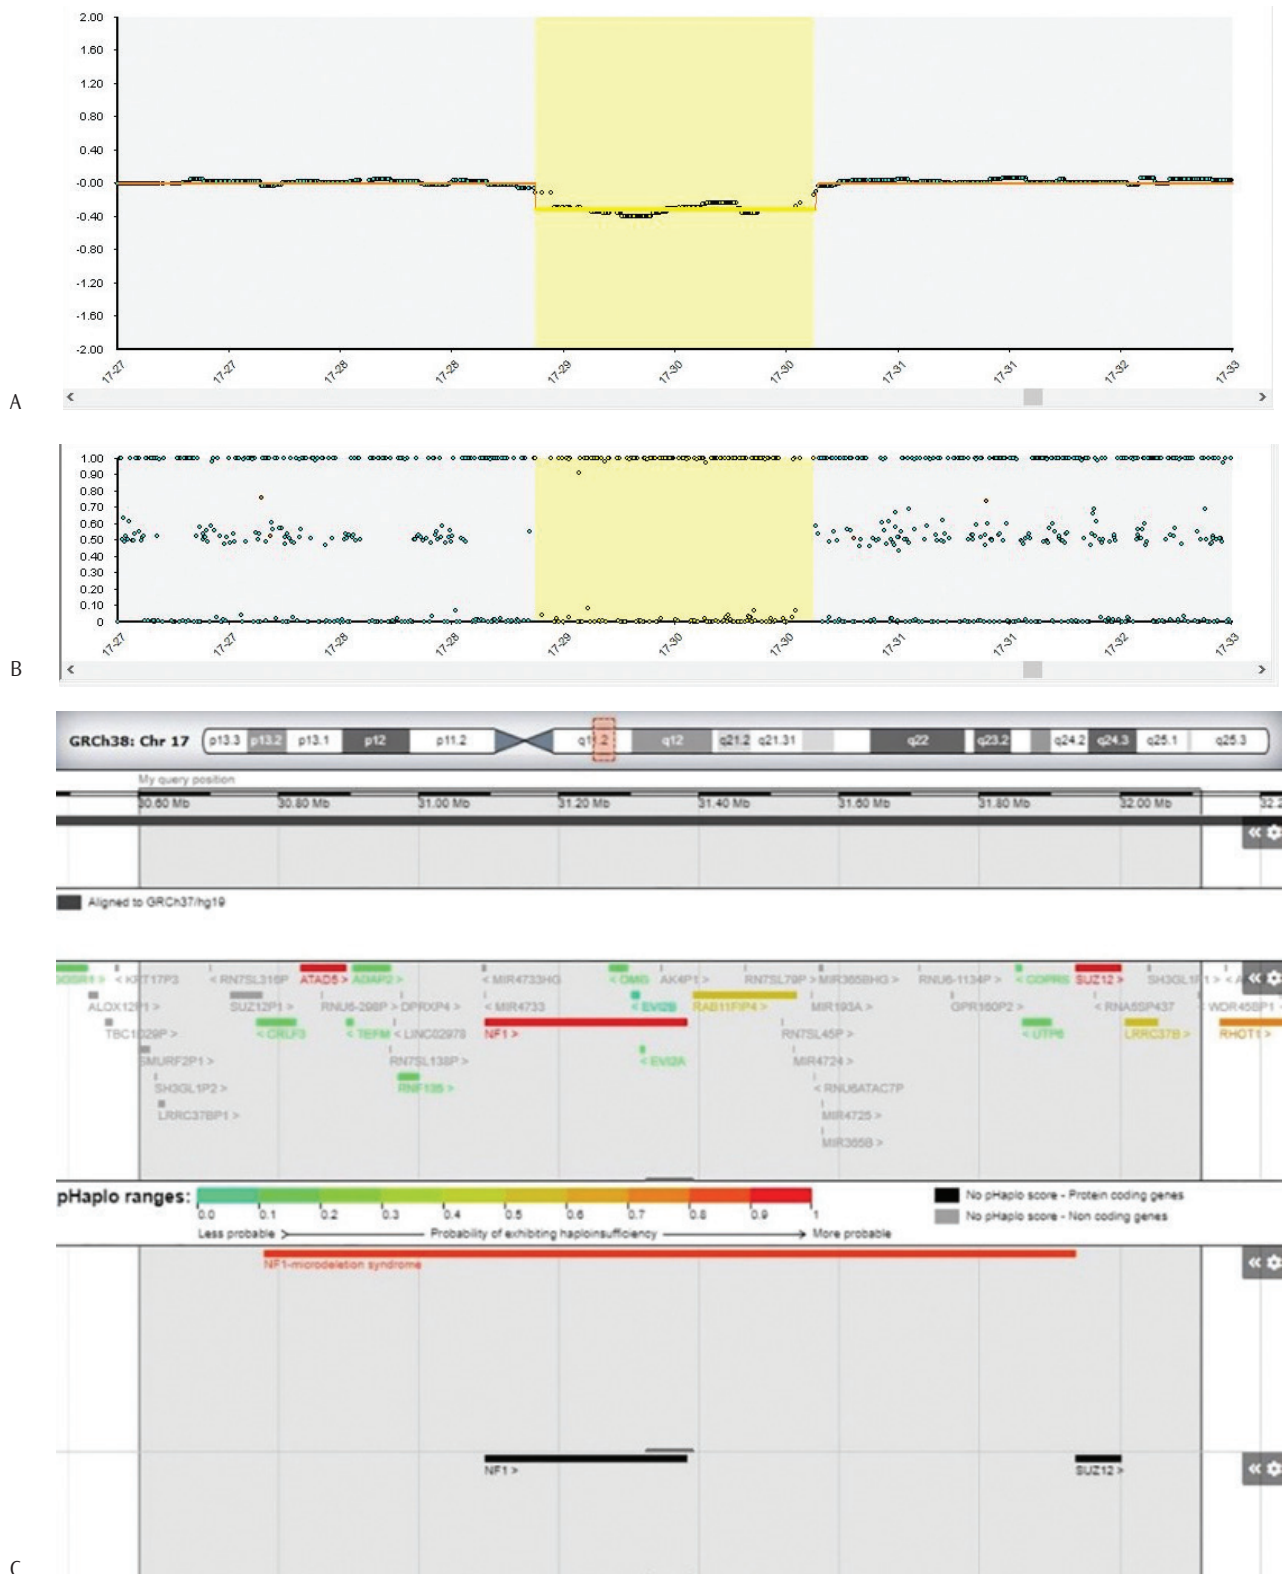 A
2.00
1.60
1.20
0.80
0.40
-0.00
-0.40
-0.80
-1.20
-1.60
-2.00
17-27 17-27 17-28 17-28 17-29 17-30 17-30 17-31 17-31 17-32 17-33
B
1.00
0.90
0.80
0.70
0.60
0.50
0.40
0.30
0.20
0.10
0
17-27 17-27 17-28 17-28 17-29 17-30 17-30 17-31 17-31 17-32 17-33
C
GRCh38: Chr 17 p13.3 p13.2 p13.1 p12 p11.2 q11.2 q12 q21.2 q21.31 q22 q23.2 q24.2 q24.3 q25.1 q25.3
My query position
30.60 Mb 30.80 Mb 31.00 Mb 31.20 Mb 31.40 Mb 31.60 Mb 31.80 Mb 32.00 Mb 32.2
Aligned to GRCh37/hg19
< KRT17P3 < RN7SL316P ATAD5 > ADAP2 > < MIR4733HG < OMG AK4P1 > RN7SL79P > MIR365BHG > RNU6-1134P > < COPRS SUZ12 > SH3GL1P1 > < A
ALOX12P1 > SUZ12P1 > RNU6-298P > DPRXP4 > < MIR4733 < EVI2B RAB11FIP4 > MIR193A > GPR160P2 > < RNA5SP437 < WDR45BP1
TBC1D29P > < CRLF3 < TEFM < LINC02978 NF1 > RN7SL45P > < UTP6 LRRC37B > RHOT1 >
SMURF2P1 > RN7SL138P > < EVI2A MIR4724 >
SH3GL1P2 > RNF135 > < RNU6ATAC7P
LRRC37BP1 > MIR4725 >
MIR365B >
pHaplo ranges: No pHaplo score - Protein coding genes
0.0 0.1 0.2 0.3 0.4 0.5 0.6 0.7 0.8 0.9 1 No pHaplo score - Non coding genes
Less probable > Probability of exhibiting haploinsufficiency > More probable
NF1-microdeletion syndrome
NF1 > SUZ12 >